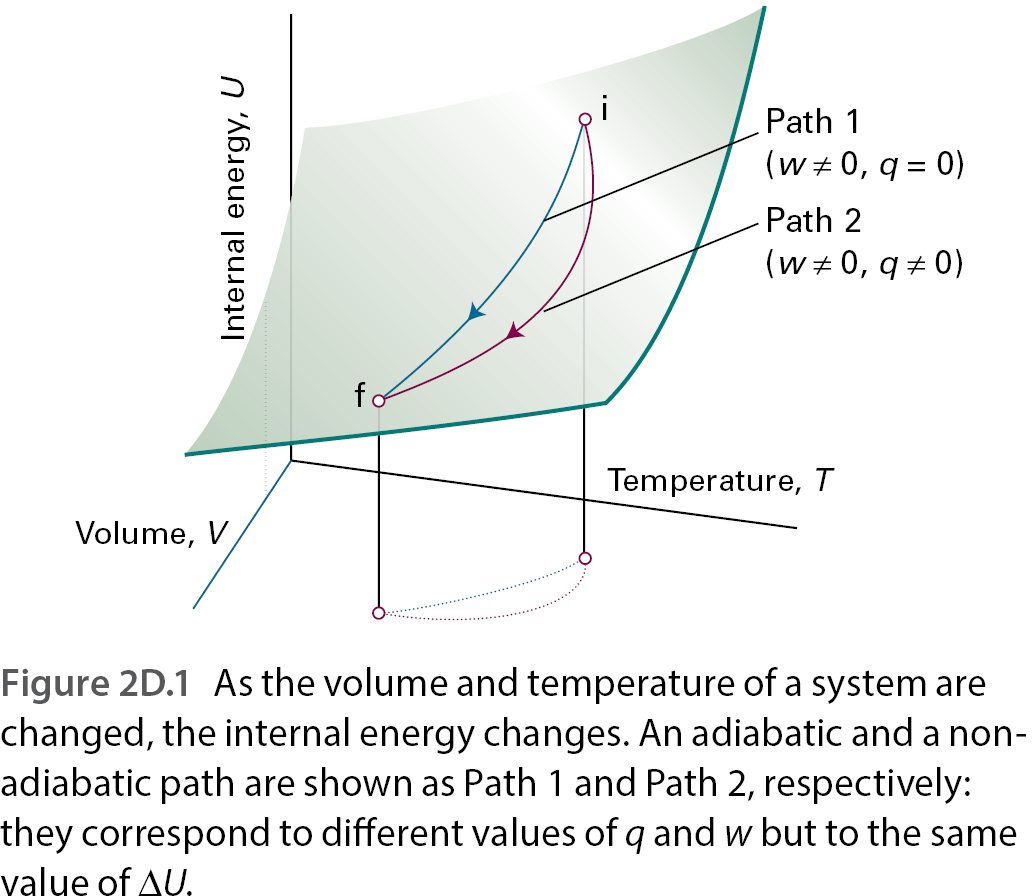 Internal energy, U
i
Path 1
(w ≠ 0, q = 0)
Path 2
(w ≠ 0, q ≠ 0)
f
Temperature, T
Volume, V
Figure 2D.1 As the volume and temperature of a system are
changed, the internal energy changes. An adiabatic and a non-
adiabatic path are shown as Path 1 and Path 2, respectively:
they correspond to different values of q and w but to the same
value of ΔU.